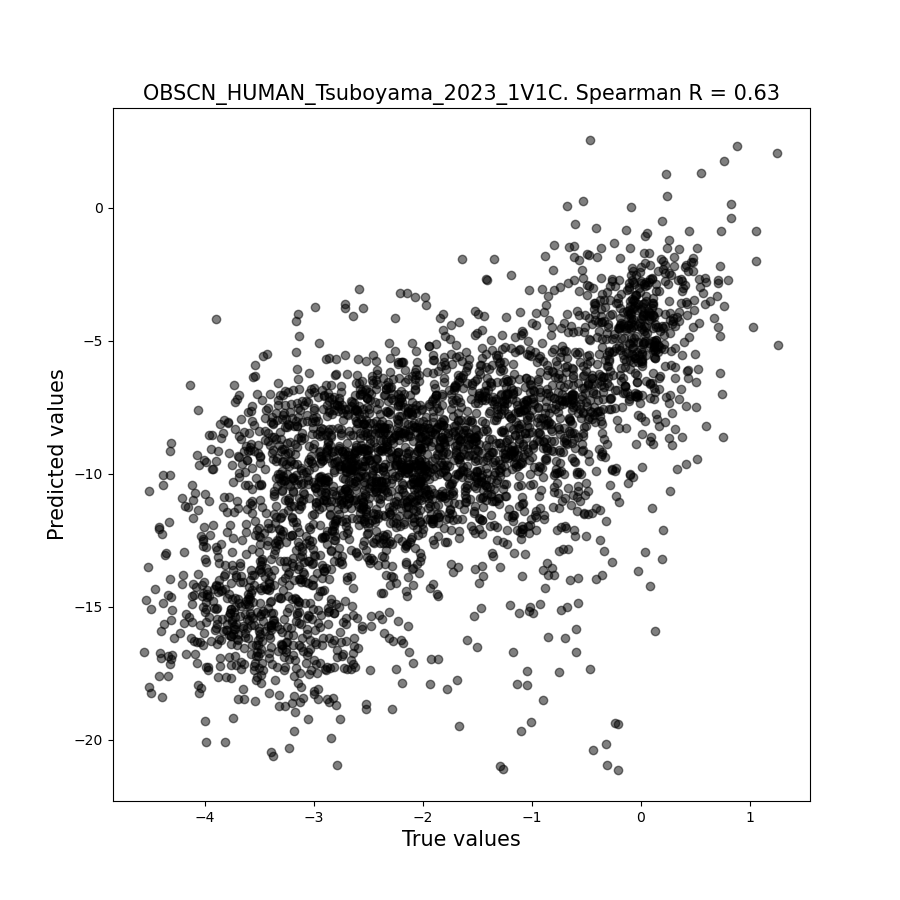 OBSCN_HUMAN_Tsuboyama_2023_1V1C. Spearman R = 0.63
0
−5
−10
−15
−20
Predicted values
−4 −3 −2 −1 0 1
True values